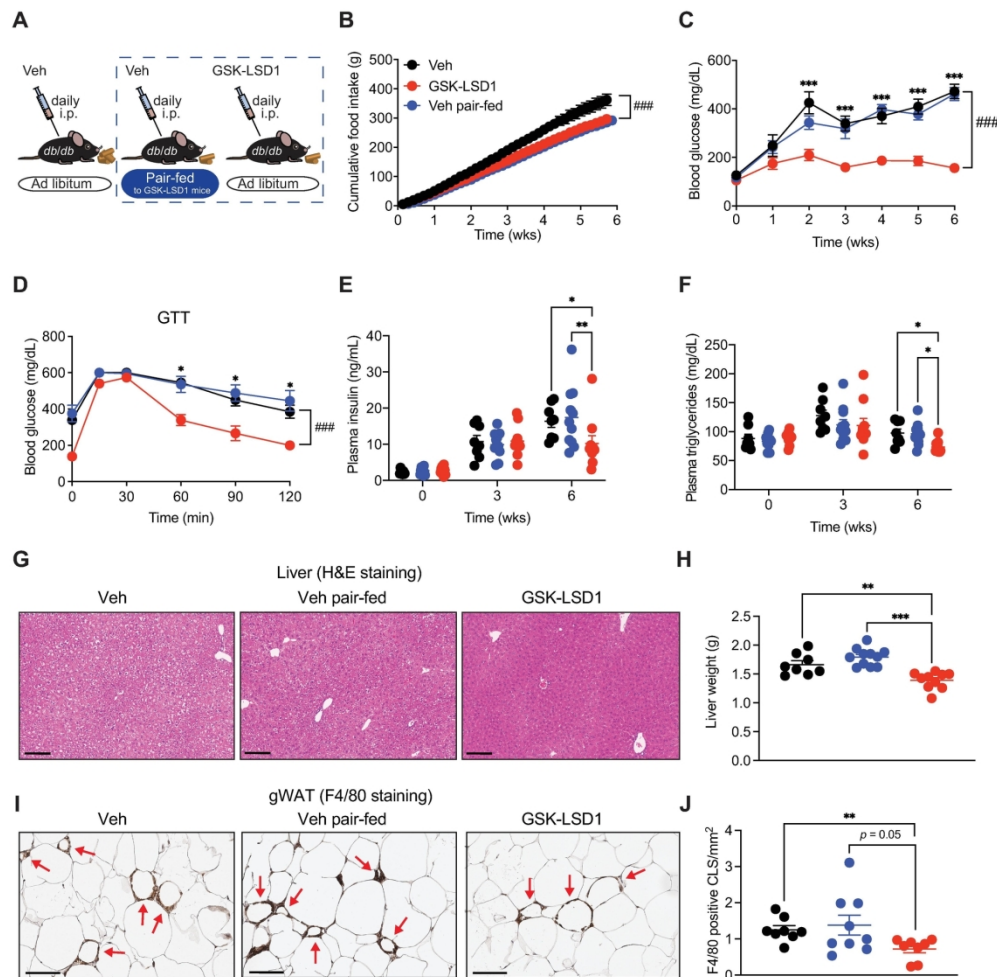 A
Veh
Veh
GSK-LSD1
daily
i.p.
daily
i.p.
daily
i.p.
db/db
db/db
db/db
Ad libitum
Pair-fed
to GSK-LSD1 mice
Ad libitum
B
Cumulative food intake (g)
500
400
300
200
100
0
Veh
GSK-LSD1
Veh pair-fed
###
0 1 2 3 4 5 6
Time (wks)
C
Blood glucose (mg/dL)
600
400
200
0
*** *** *** *** ***
###
0 1 2 3 4 5 6
Time (wks)
D
GTT
Blood glucose (mg/dL)
800
600
400
200
0
* * *
###
0 30 60 90 120
Time (min)
E
Plasma insulin (ng/mL)
40
30
20
10
0
*
**
0 3 6
Time (wks)
F
Plasma triglycerides (mg/dL)
250
200
150
100
50
0
*
*
0 3 6
Time (wks)
G
Liver (H&E staining)
Veh
Veh pair-fed
GSK-LSD1
H
Liver weight (g)
2.5
2.0
1.5
1.0
0.5
0.0
**
***
I
gWAT (F4/80 staining)
Veh
Veh pair-fed
GSK-LSD1
J
F4/80 positive CLS/mm²
4
3
2
1
0
**
p = 0.05